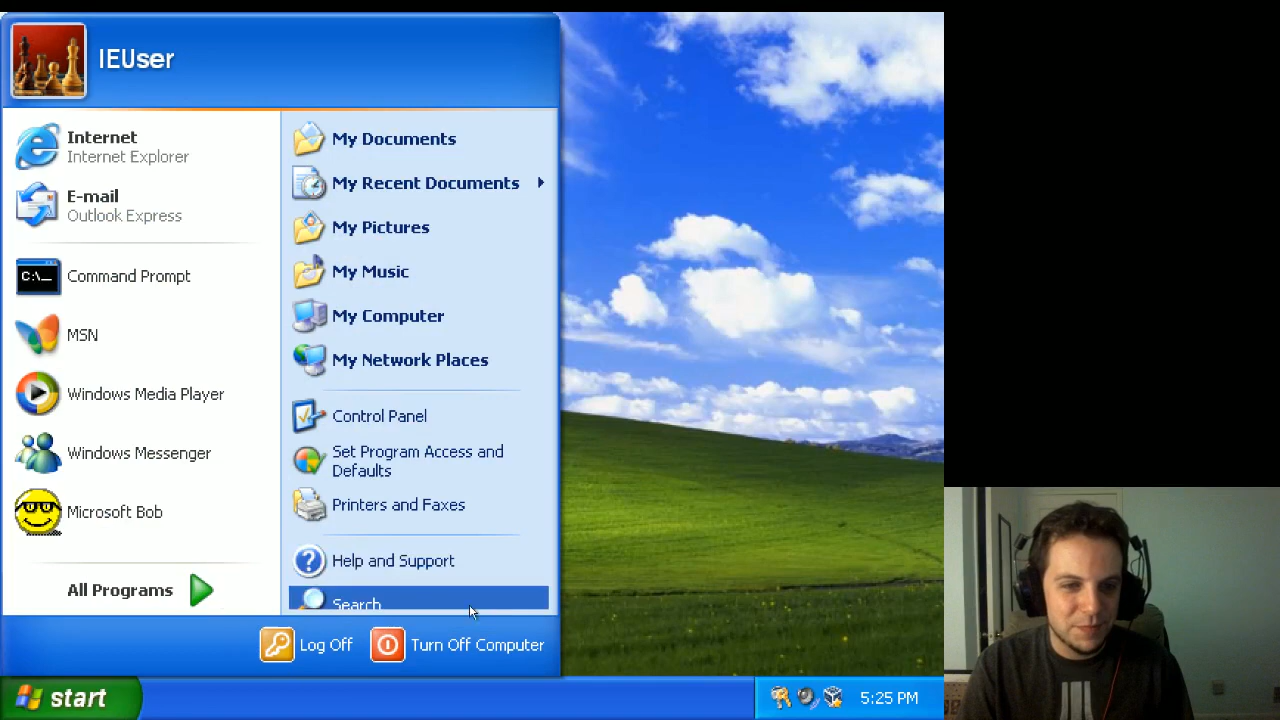 IEUser
Internet
Internet Explorer
E-mail
Outlook Express
C:\_
Command Prompt
MSN
Windows Media Player
Windows Messenger
Microsoft Bob
All Programs
My Documents
My Recent Documents
My Pictures
My Music
My Computer
My Network Places
Control Panel
Set Program Access and
Defaults
Printers and Faxes
Help and Support
Search
Log Off
Turn Off Computer
start
5:25 PM